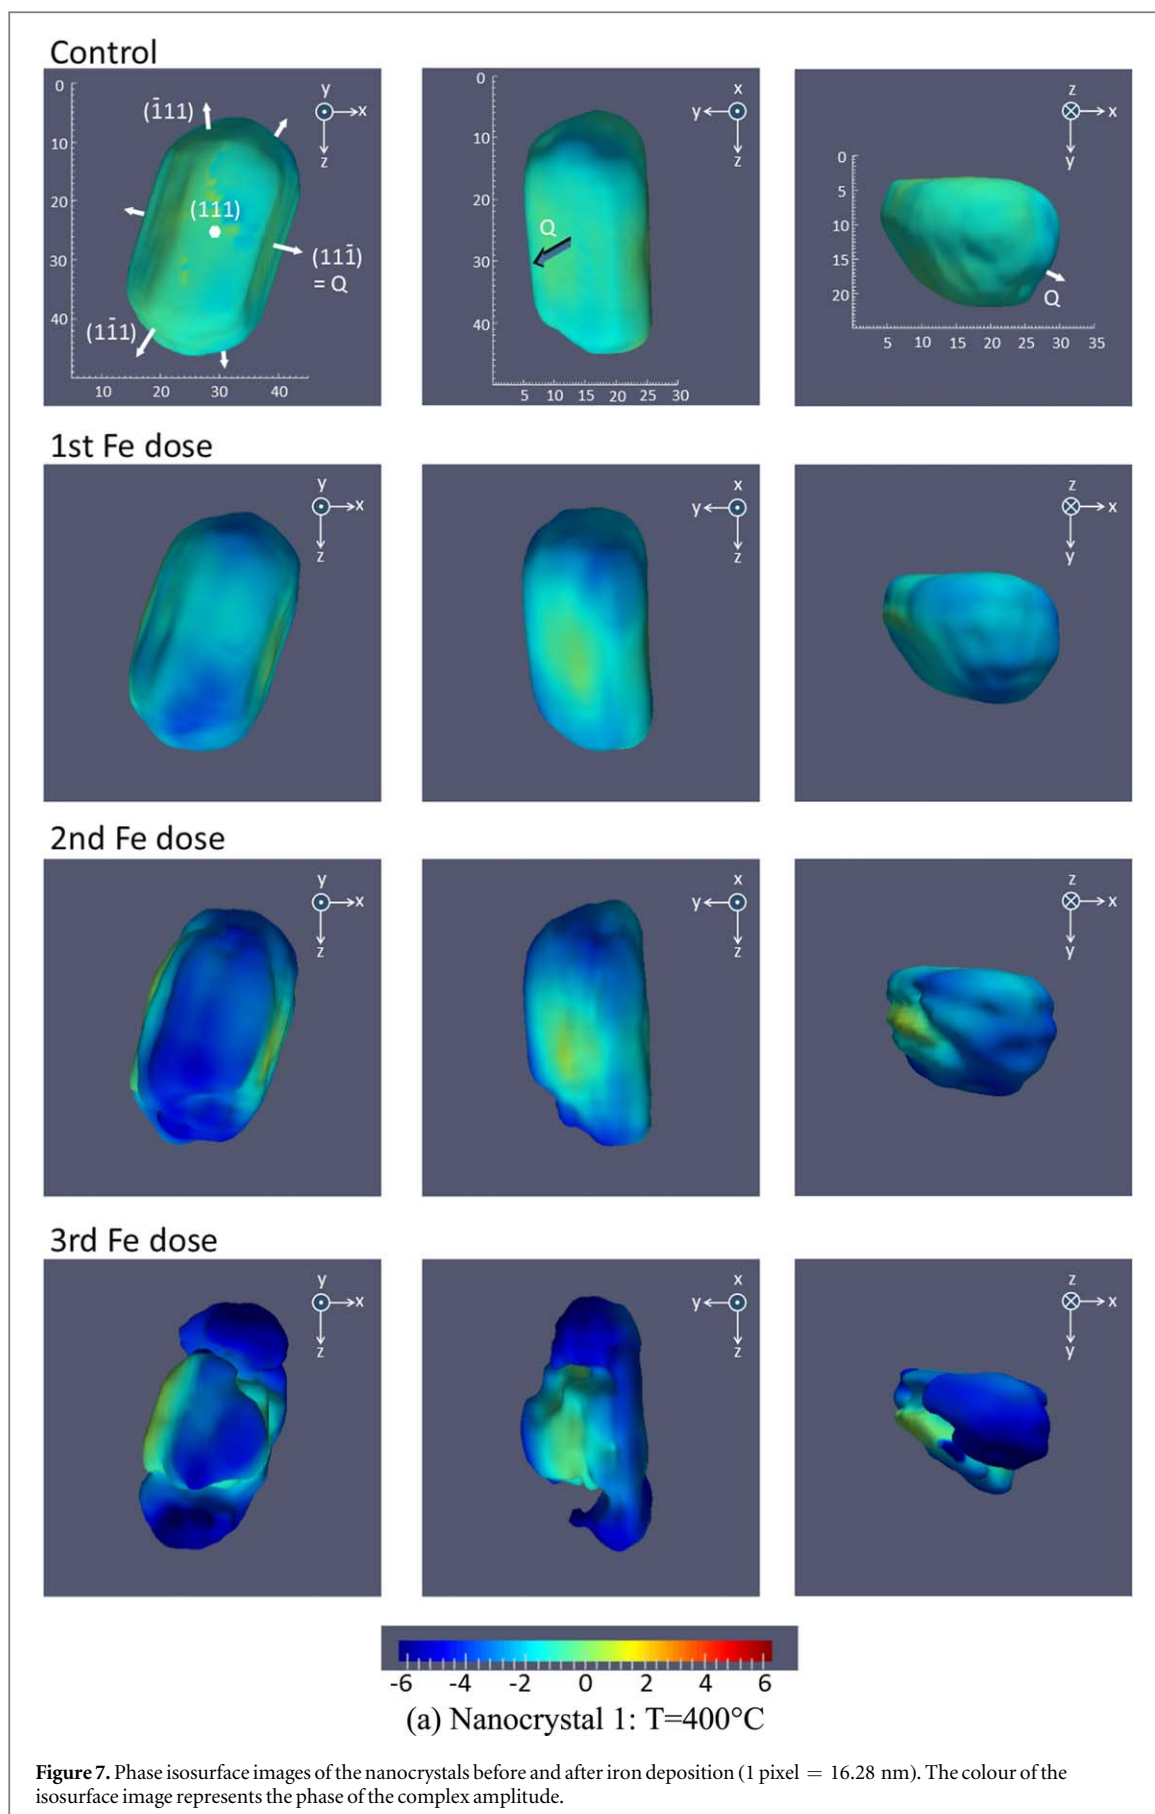 Control
0
10
20
30
40
10 20 30 40
(1̄11)
(111)
(111̄)
= Q
(11̄1)
y
x
z
0
10
20
30
40
5 10 15 20 25 30
Q
x
y
z
0
5
10
15
20
5 10 15 20 25 30 35
Q
z
x
y
1st Fe dose
y
x
z
x
y
z
z
x
y
2nd Fe dose
y
x
z
x
y
z
z
x
y
3rd Fe dose
y
x
z
x
y
z
z
x
y
-6 -4 -2 0 2 4 6
(a) Nanocrystal 1: T=400°C
Figure 7. Phase isosurface images of the nanocrystals before and after iron deposition (1 pixel = 16.28 nm). The colour of the
isosurface image represents the phase of the complex amplitude.